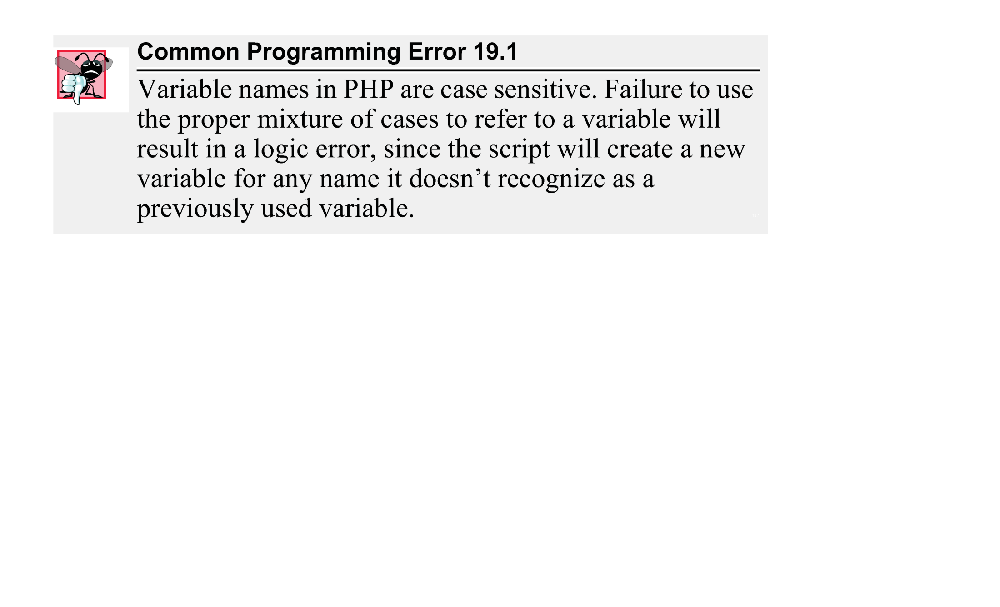 Common Programming Error 19.1
Variable names in PHP are case sensitive. Failure to use
the proper mixture of cases to refer to a variable will
result in a logic error, since the script will create a new
variable for any name it doesn’t recognize as a
previously used variable.